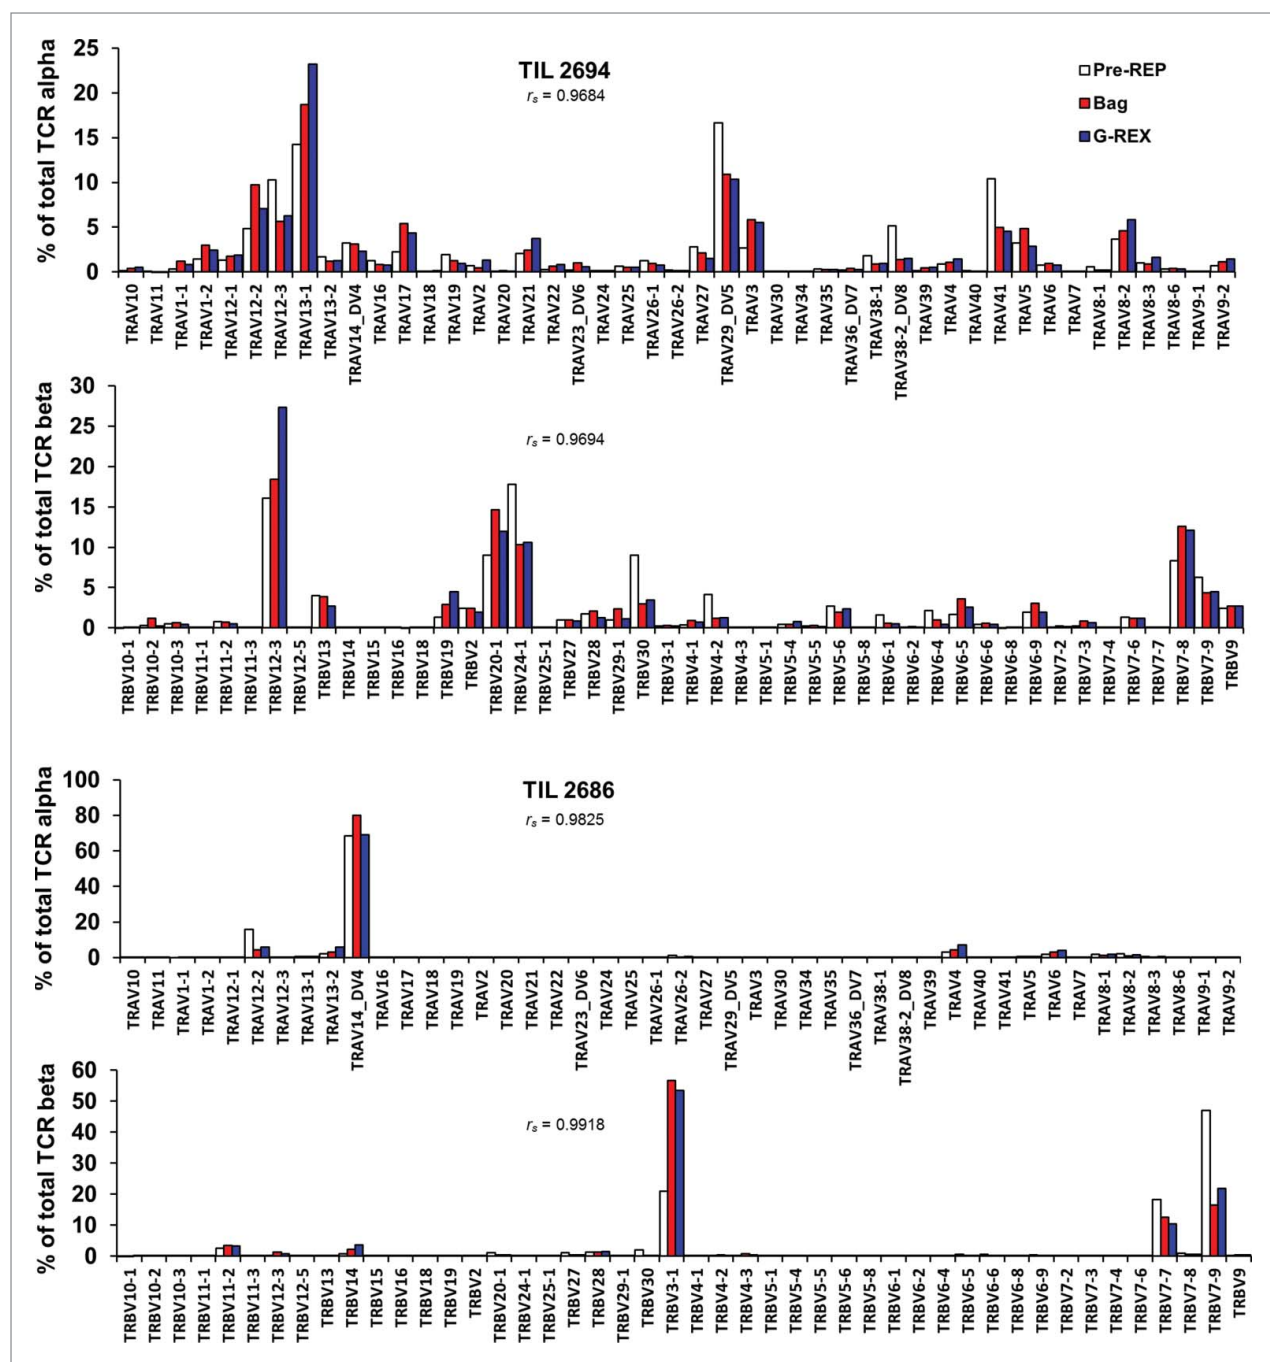 % of total TCR alpha
25
20
15
10
5
0
TIL 2694
rs = 0.9684
Pre-REP
Bag
G-REX
TRAV10
TRAV11
TRAV1-1
TRAV1-2
TRAV12-1
TRAV12-2
TRAV12-3
TRAV13-1
TRAV13-2
TRAV14_DV4
TRAV16
TRAV17
TRAV18
TRAV19
TRAV2
TRAV20
TRAV21
TRAV22
TRAV23_DV6
TRAV24
TRAV25
TRAV26-1
TRAV26-2
TRAV27
TRAV29_DV5
TRAV3
TRAV30
TRAV34
TRAV35
TRAV36_DV7
TRAV38-1
TRAV38-2_DV8
TRAV39
TRAV4
TRAV40
TRAV41
TRAV5
TRAV6
TRAV7
TRAV8-1
TRAV8-2
TRAV8-3
TRAV8-6
TRAV9-1
TRAV9-2
% of total TCR beta
30
25
20
15
10
5
0
rs = 0.9694
TRBV10-1
TRBV10-2
TRBV10-3
TRBV11-1
TRBV11-2
TRBV11-3
TRBV12-3
TRBV12-5
TRBV13
TRBV14
TRBV15
TRBV16
TRBV18
TRBV19
TRBV2
TRBV20-1
TRBV24-1
TRBV25-1
TRBV27
TRBV28
TRBV29-1
TRBV30
TRBV3-1
TRBV4-1
TRBV4-2
TRBV4-3
TRBV5-1
TRBV5-4
TRBV5-5
TRBV5-6
TRBV5-8
TRBV6-1
TRBV6-2
TRBV6-4
TRBV6-5
TRBV6-6
TRBV6-8
TRBV6-9
TRBV7-2
TRBV7-3
TRBV7-4
TRBV7-6
TRBV7-7
TRBV7-8
TRBV7-9
TRBV9
% of total TCR alpha
100
80
60
40
20
0
TIL 2686
rs = 0.9825
TRAV10
TRAV11
TRAV1-1
TRAV1-2
TRAV12-1
TRAV12-2
TRAV12-3
TRAV13-1
TRAV13-2
TRAV14_DV4
TRAV16
TRAV17
TRAV18
TRAV19
TRAV2
TRAV20
TRAV21
TRAV22
TRAV23_DV6
TRAV24
TRAV25
TRAV26-1
TRAV26-2
TRAV27
TRAV29_DV5
TRAV3
TRAV30
TRAV34
TRAV35
TRAV36_DV7
TRAV38-1
TRAV38-2_DV8
TRAV39
TRAV4
TRAV40
TRAV41
TRAV5
TRAV6
TRAV7
TRAV8-1
TRAV8-2
TRAV8-3
TRAV8-6
TRAV9-1
TRAV9-2
% of total TCR beta
60
50
40
30
20
10
0
rs = 0.9918
TRBV10-1
TRBV10-2
TRBV10-3
TRBV11-1
TRBV11-2
TRBV11-3
TRBV12-3
TRBV12-5
TRBV13
TRBV14
TRBV15
TRBV16
TRBV18
TRBV19
TRBV2
TRBV20-1
TRBV24-1
TRBV25-1
TRBV27
TRBV28
TRBV29-1
TRBV30
TRBV3-1
TRBV4-1
TRBV4-2
TRBV4-3
TRBV5-1
TRBV5-4
TRBV5-5
TRBV5-6
TRBV5-8
TRBV6-1
TRBV6-2
TRBV6-4
TRBV6-5
TRBV6-6
TRBV6-8
TRBV6-9
TRBV7-2
TRBV7-3
TRBV7-4
TRBV7-6
TRBV7-7
TRBV7-8
TRBV7-9
TRBV9